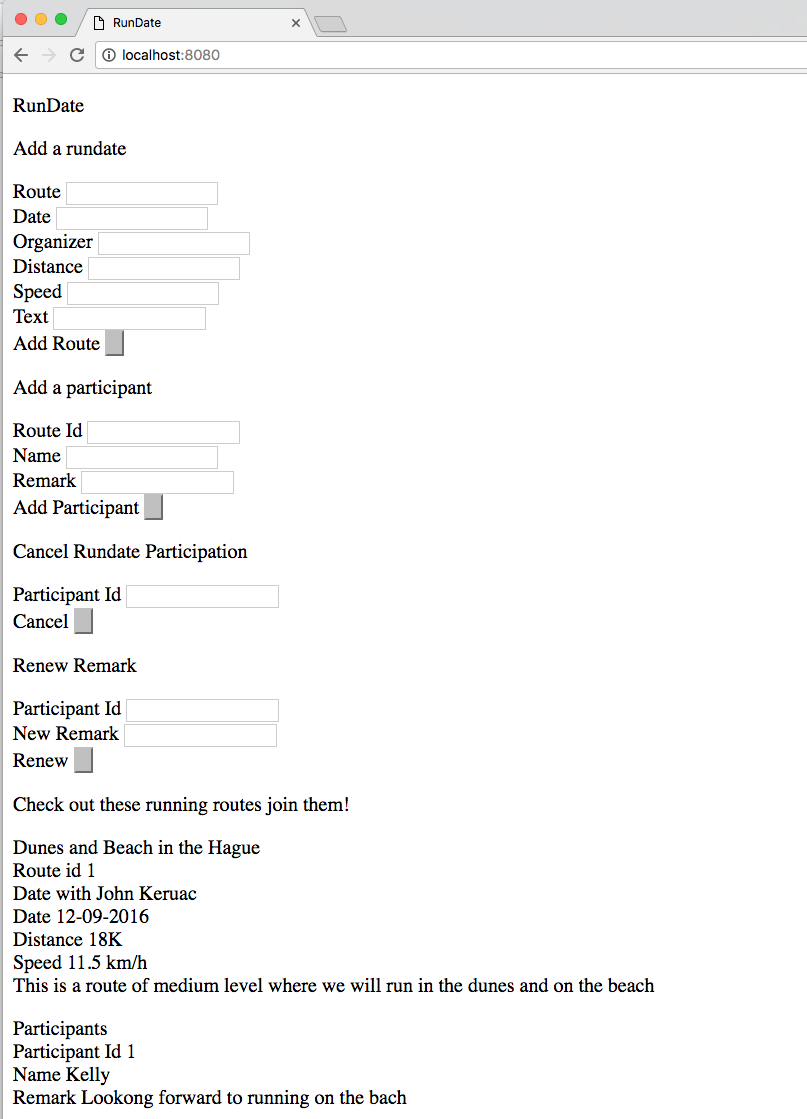 RunDate
localhost:8080
RunDate
Add a rundate
Route
Date
Organizer
Distance
Speed
Text
Add Route
Add a participant
Route Id
Name
Remark
Add Participant
Cancel Rundate Participation
Participant Id
Cancel
Renew Remark
Participant Id
New Remark
Renew
Check out these running routes join them!
Dunes and Beach in the Hague
Route id 1
Date with John Keruac
Date 12-09-2016
Distance 18K
Speed 11.5 km/h
This is a route of medium level where we will run in the dunes and on the beach
Participants
Participant Id 1
Name Kelly
Remark Lookong forward to running on the bach